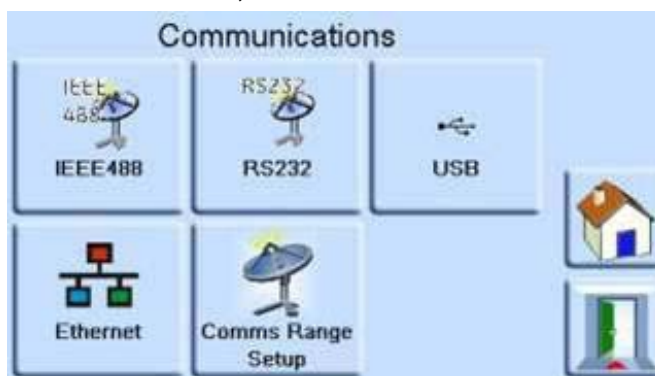 Communications
IEEE
488
IEEE488
RS232
RS232
USB
Ethernet
Comms Range
Setup